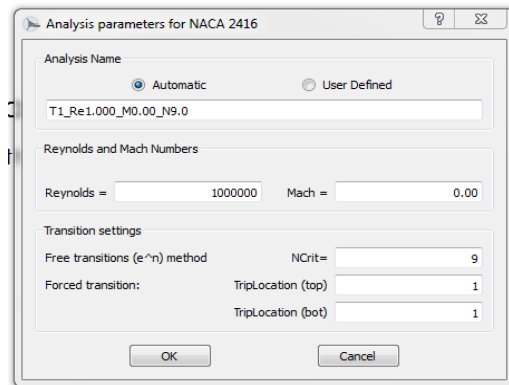 Analysis parameters for NACA 2416
Analysis Name
Automatic User Defined
T1_Re1.000_M0.00_N9.0
Reynolds and Mach Numbers
Reynolds = 1000000 Mach = 0.00
Transition settings
Free transitions (e^n) method NCrit= 9
Forced transition: TripLocation (top) 1
TripLocation (bot) 1
OK Cancel